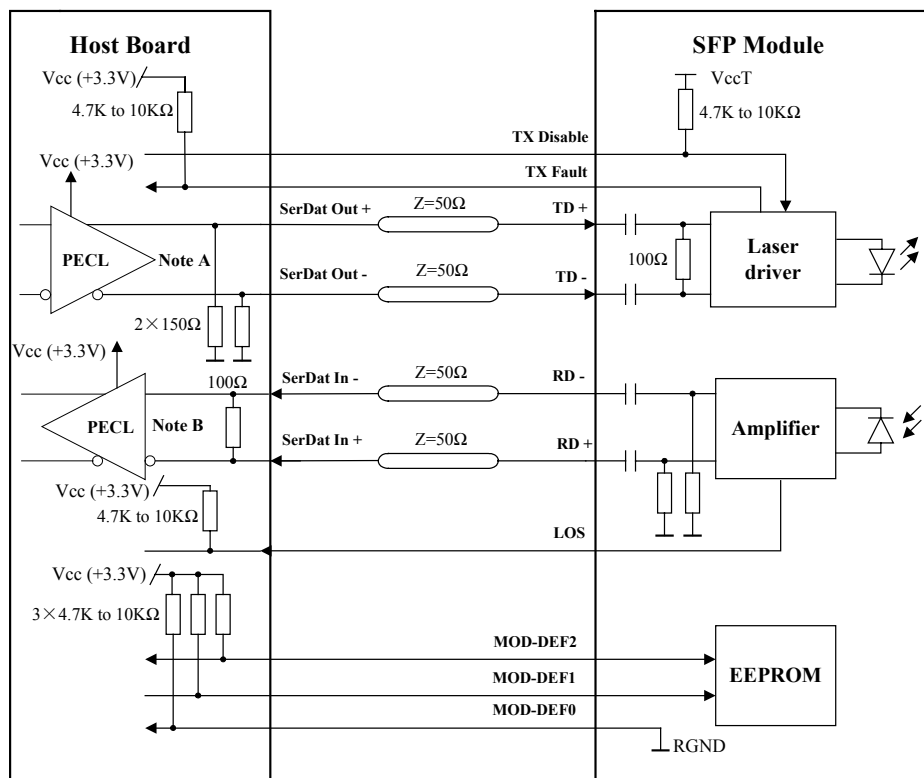 Host Board
SFP Module
Vcc (+3.3V)
4.7K to 10KΩ
VccT
4.7K to 10KΩ
TX Disable
TX Fault
Vcc (+3.3V)
SerDat Out +
Z=50Ω
TD +
PECL
Note A
100Ω
Laser
driver
SerDat Out -
Z=50Ω
TD -
2×150Ω
Vcc (+3.3V)
100Ω
SerDat In -
Z=50Ω
RD -
PECL
Note B
Amplifier
SerDat In +
Z=50Ω
RD +
Vcc (+3.3V)
4.7K to 10KΩ
LOS
Vcc (+3.3V)
3×4.7K to 10KΩ
MOD-DEF2
EEPROM
MOD-DEF1
MOD-DEF0
RGND